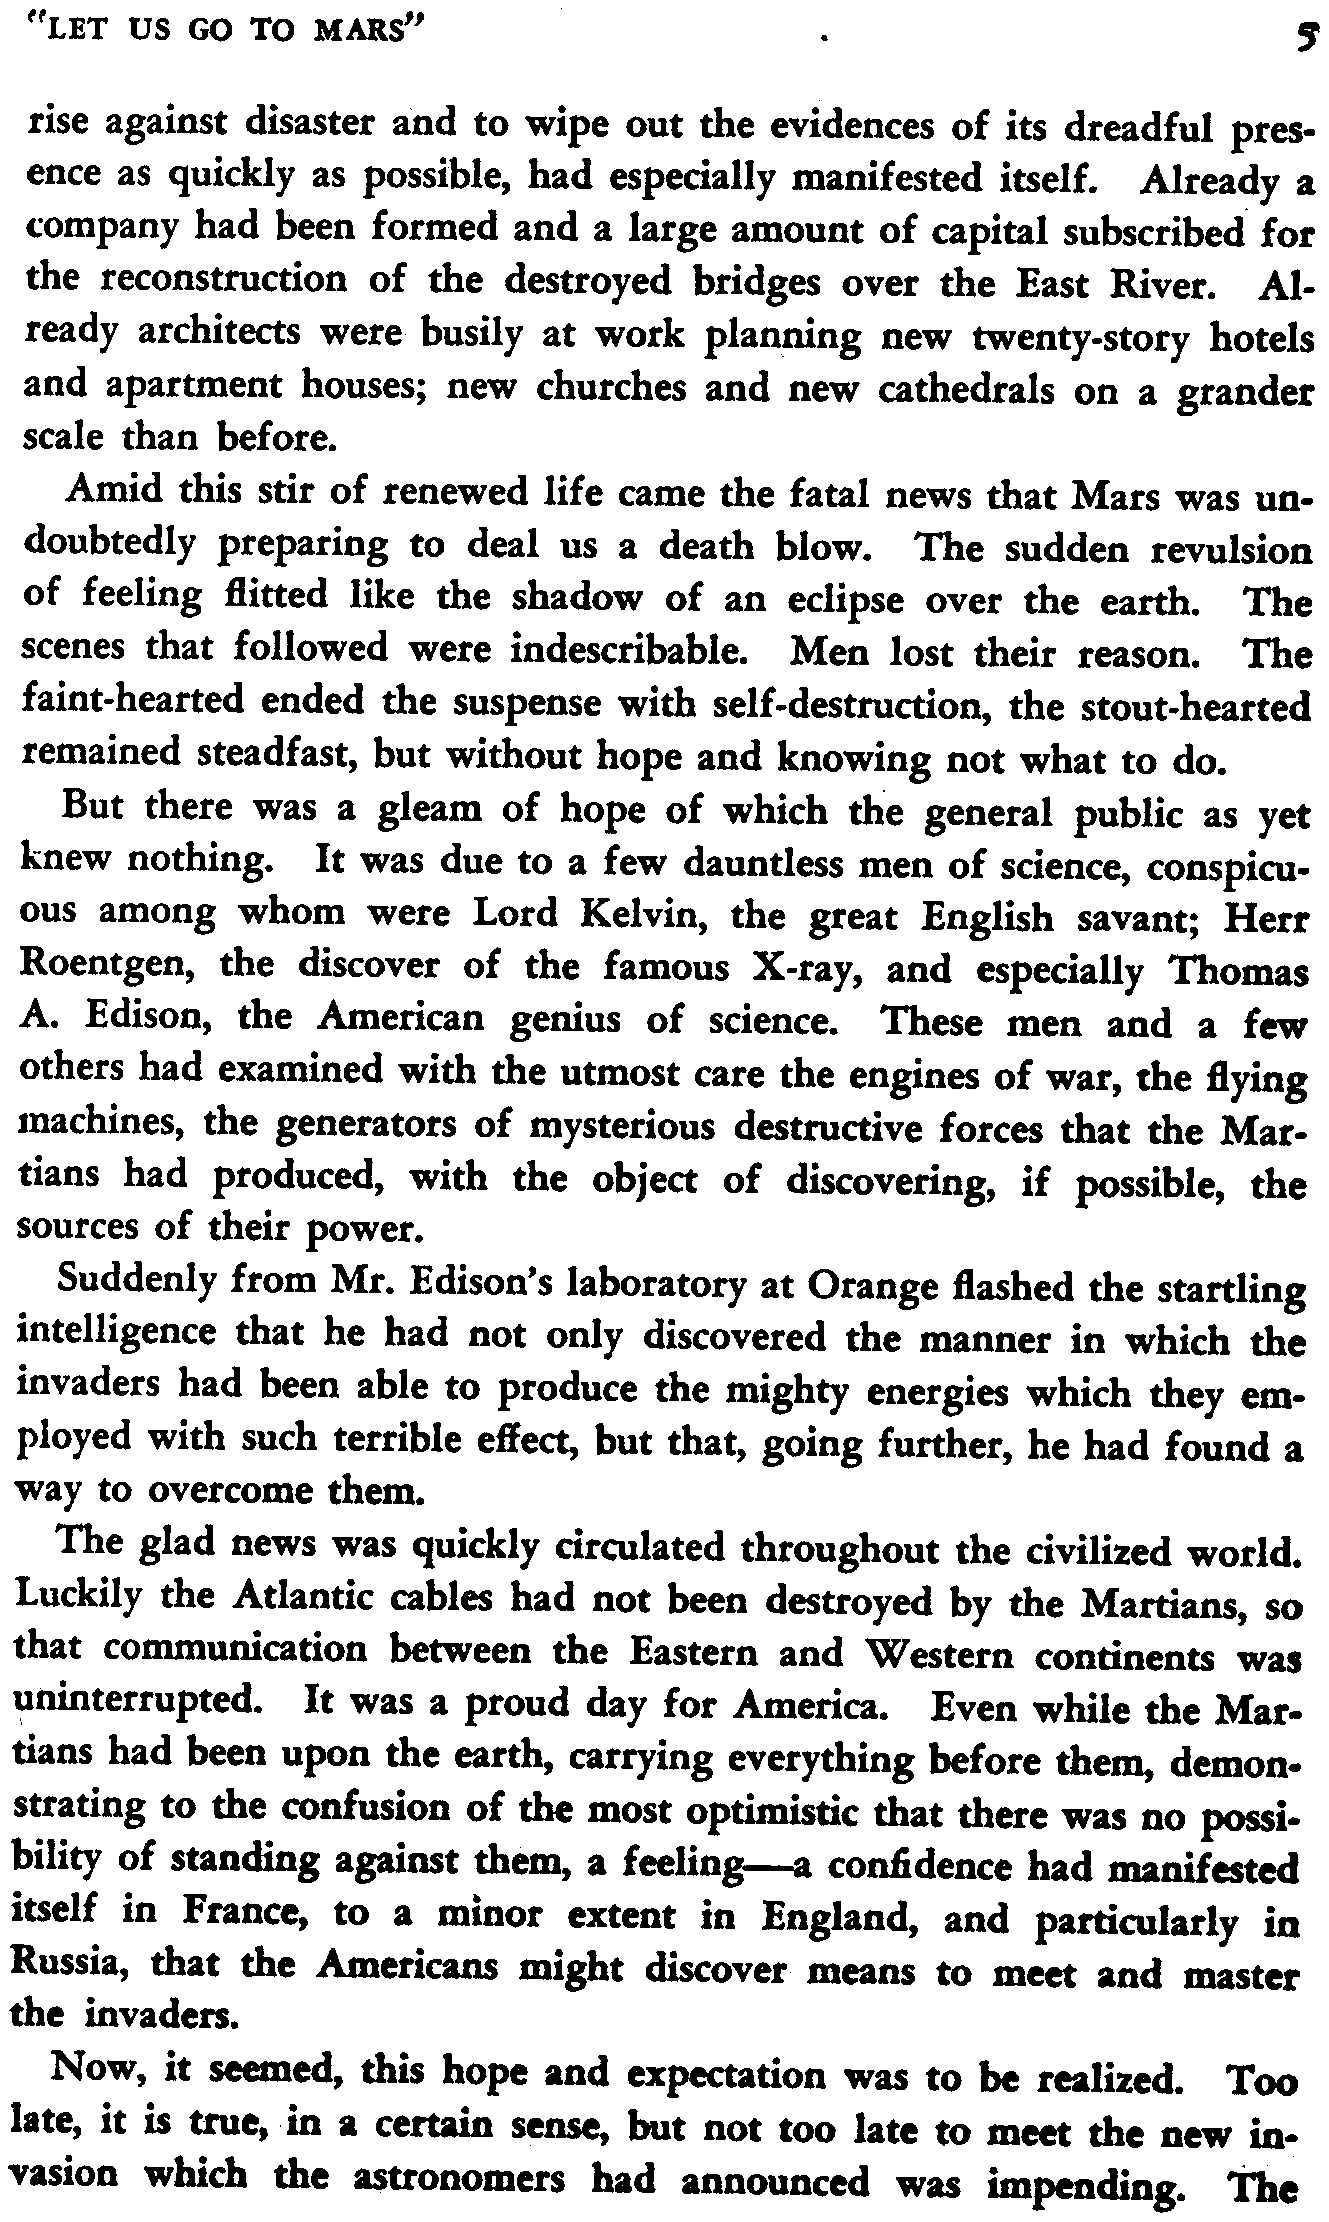 "LET US GO TO MARS" 5
rise against disaster and to wipe out the evidences of its dreadful pres-
ence as quickly as possible, had especially manifested itself. Already a
company had been formed and a large amount of capital subscribed for
the reconstruction of the destroyed bridges over the East River. Al-
ready architects were busily at work planning new twenty-story hotels
and apartment houses; new churches and new cathedrals on a grander
scale than before.
Amid this stir of renewed life came the fatal news that Mars was un-
doubtedly preparing to deal us a death blow. The sudden revulsion
of feeling flitted like the shadow of an eclipse over the earth. The
scenes that followed were indescribable. Men lost their reason. The
faint-hearted ended the suspense with self-destruction, the stout-hearted
remained steadfast, but without hope and knowing not what to do.
But there was a gleam of hope of which the general public as yet
knew nothing. It was due to a few dauntless men of science, conspicu-
ous among whom were Lord Kelvin, the great English savant; Herr
Roentgen, the discover of the famous X-ray, and especially Thomas
A. Edison, the American genius of science. These men and a few
others had examined with the utmost care the engines of war, the flying
machines, the generators of mysterious destructive forces that the Mar-
tians had produced, with the object of discovering, if possible, the
sources of their power.
Suddenly from Mr. Edison's laboratory at Orange flashed the startling
intelligence that he had not only discovered the manner in which the
invaders had been able to produce the mighty energies which they em-
ployed with such terrible effect, but that, going further, he had found a
way to overcome them.
The glad news was quickly circulated throughout the civilized world.
Luckily the Atlantic cables had not been destroyed by the Martians, so
that communication between the Eastern and Western continents was
uninterrupted. It was a proud day for America. Even while the Mar-
tians had been upon the earth, carrying everything before them, demon-
strating to the confusion of the most optimistic that there was no possi-
bility of standing against them, a feeling—a confidence had manifested
itself in France, to a minor extent in England, and particularly in
Russia, that the Americans might discover means to meet and master
the invaders.
Now, it seemed, this hope and expectation was to be realized. Too
late, it is true, in a certain sense, but not too late to meet the new in-
vasion which the astronomers had announced was impending. The